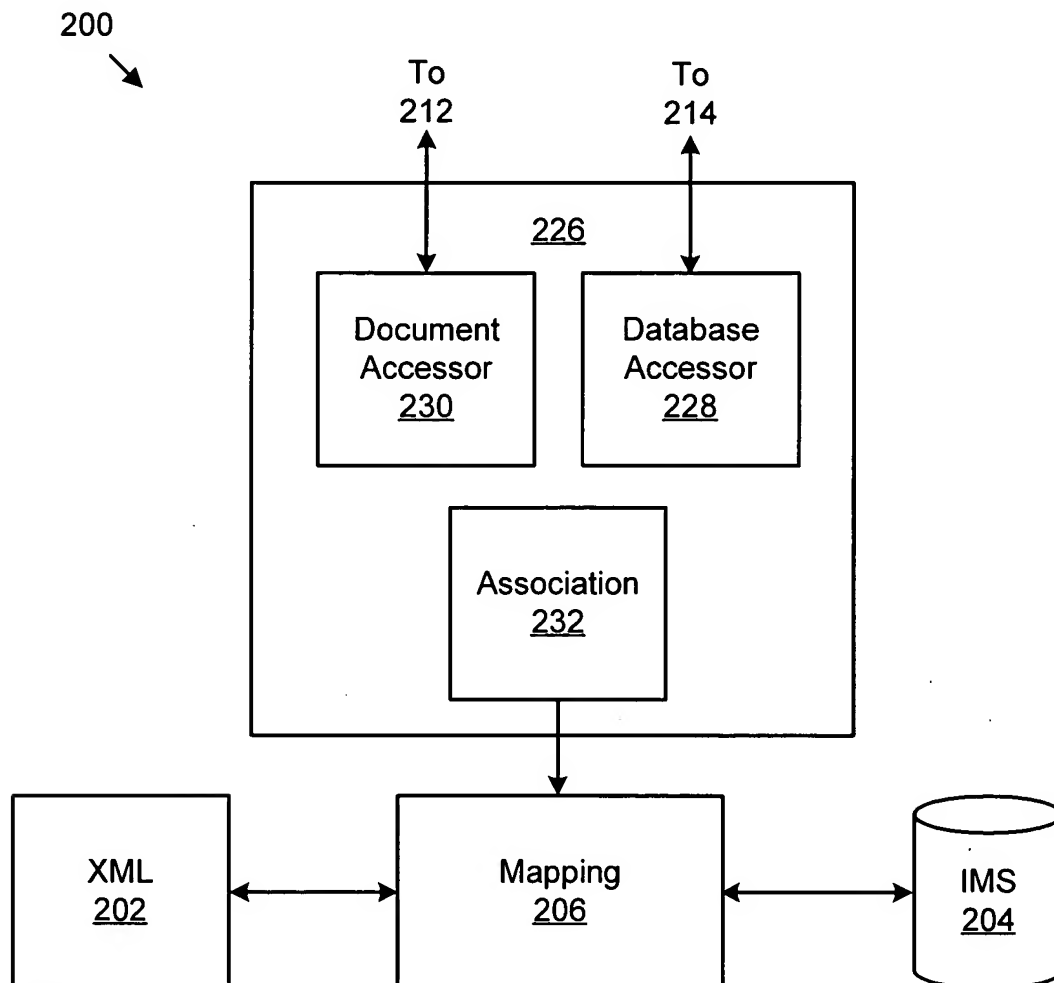 200
To
212
To
214
226
Document
Accessor
230
Database
Accessor
228
Association
232
XML
202
Mapping
206
IMS
204